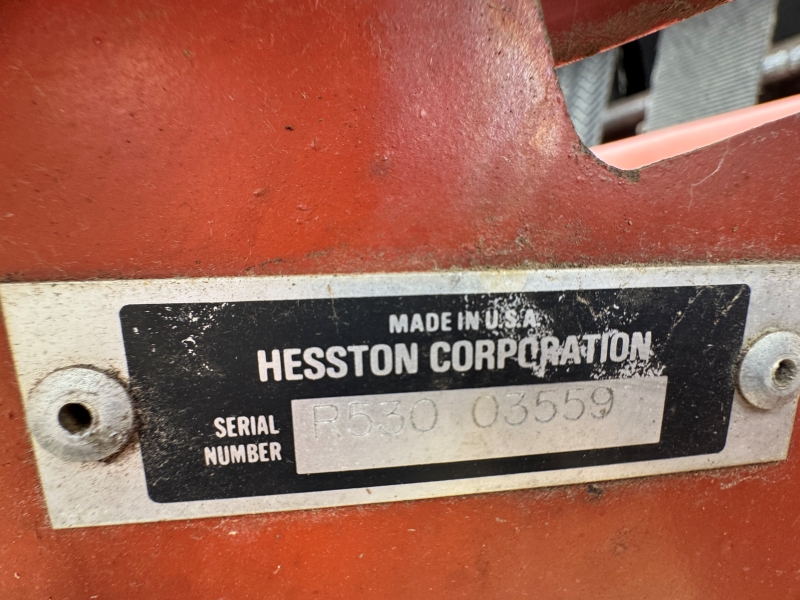 MADE IN U.S.A.
HESSTON CORPORATION
SERIAL NUMBER
R530 03559